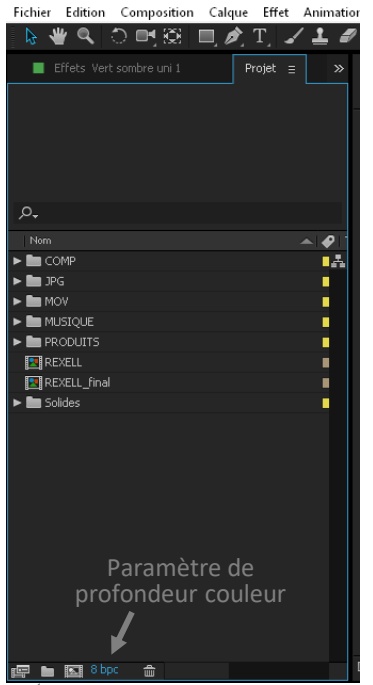 Fichier Edition Composition Calque Effet Animation
Effets Vert sombre uni 1 Projet
Nom
COMP
JPG
MOV
MUSIQUE
PRODUITS
REXELL
REXELL_final
Solides
Paramètre de
profondeur couleur
8 bpc